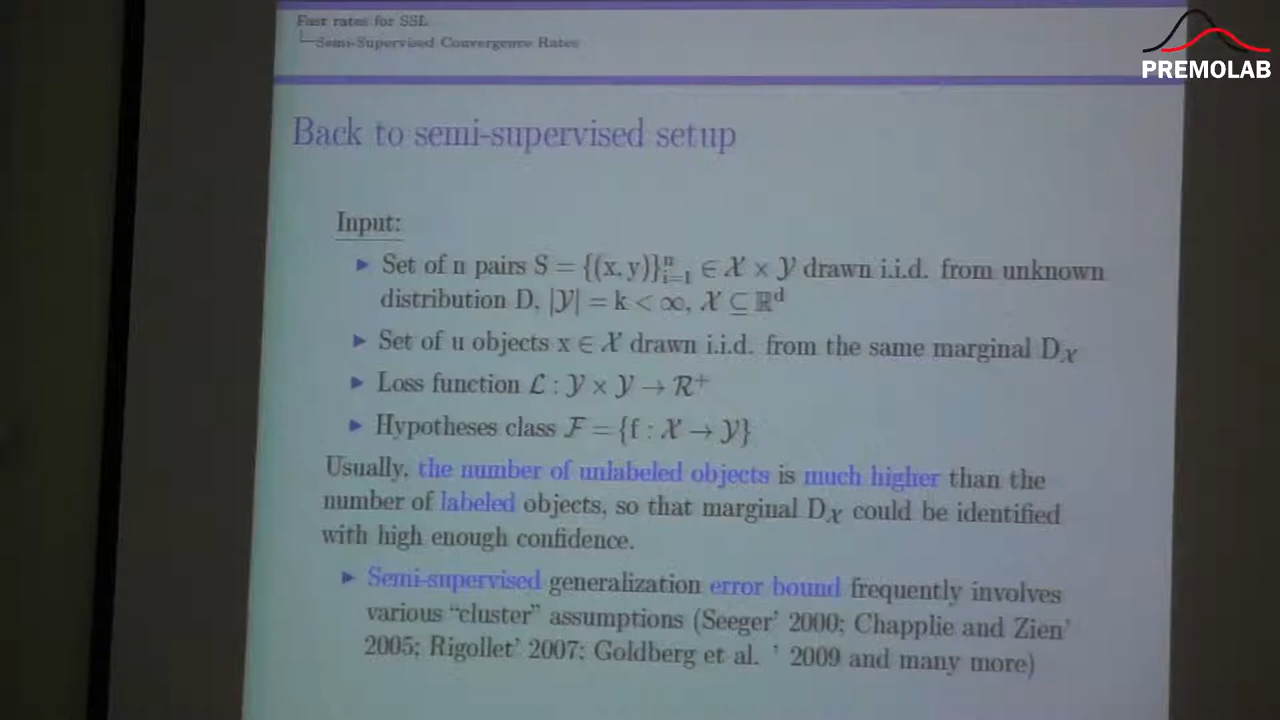 Fast rates for SSL
Semi-Supervised Convergence Rates
PREMOLAB
Back to semi-supervised setup
Input:
► Set of n pairs S = {(x, y)}ⁿᵢ₌₁ ∈ 𝒳 × 𝒴 drawn i.i.d. from unknown
distribution D, |𝒴| = k < ∞, 𝒳 ⊆ ℝᵈ
► Set of u objects x ∈ 𝒳 drawn i.i.d. from the same marginal D_𝒳
► Loss function ℒ : 𝒴 × 𝒴 → ℛ⁺
► Hypotheses class ℱ = {f : 𝒳 → 𝒴}
Usually, the number of unlabeled objects is much higher than the
number of labeled objects, so that marginal D_𝒳 could be identified
with high enough confidence.
► Semi-supervised generalization error bound frequently involves
various “cluster” assumptions (Seeger’ 2000; Chapplie and Zien’
2005; Rigollet’ 2007; Goldberg et al. ’ 2009 and many more)